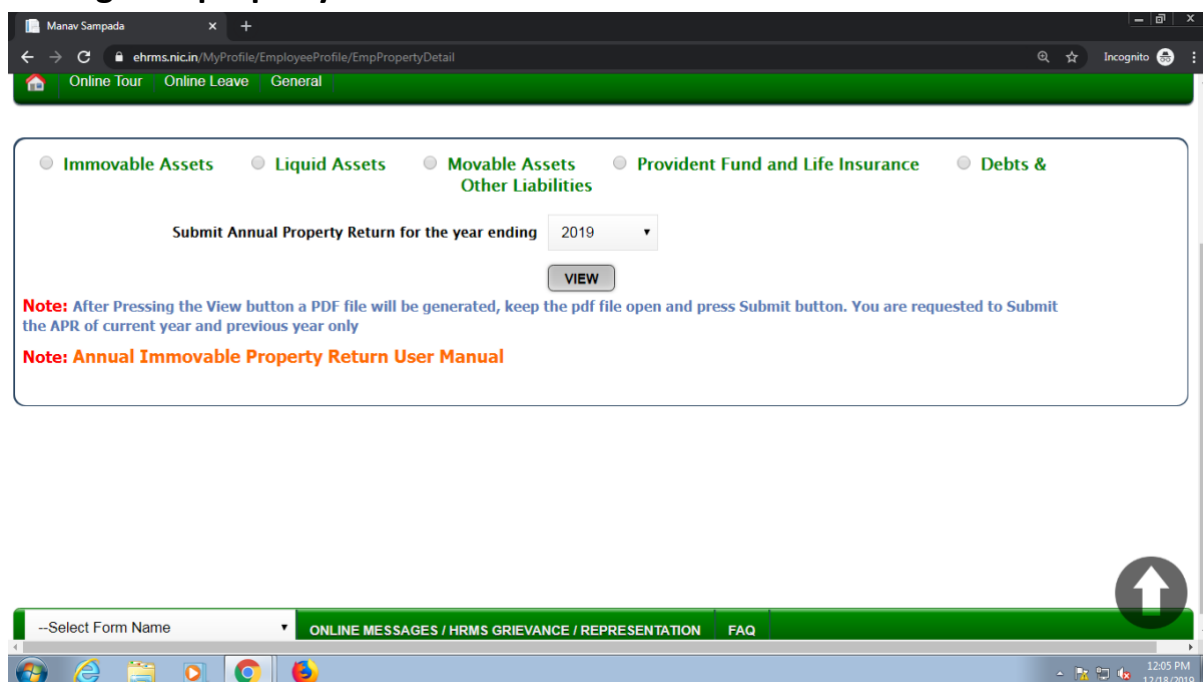 Manav Sampada
ehrms.nic.in/MyProfile/EmployeeProfile/EmpPropertyDetail
Incognito
Online Tour Online Leave General
Immovable Assets Liquid Assets Movable Assets Provident Fund and Life Insurance Debts &
Other Liabilities
Submit Annual Property Return for the year ending 2019
VIEW
Note: After Pressing the View button a PDF file will be generated, keep the pdf file open and press Submit button. You are requested to Submit
the APR of current year and previous year only
Note: Annual Immovable Property Return User Manual
--Select Form Name ONLINE MESSAGES / HRMS GRIEVANCE / REPRESENTATION FAQ
12:05 PM
12/18/2019